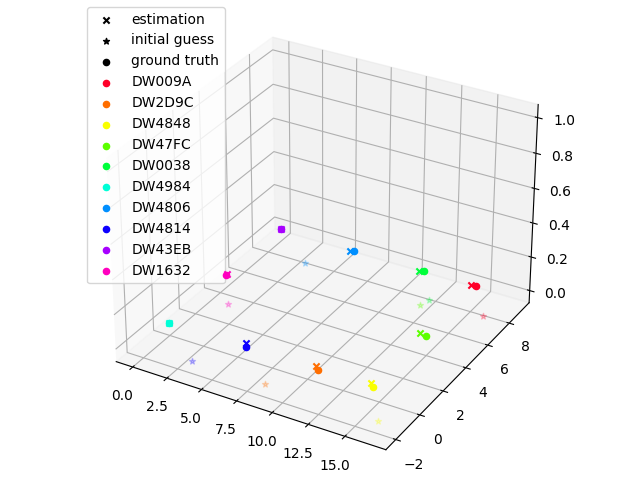 estimation
initial guess
ground truth
DW009A
DW2D9C
DW4848
DW47FC
DW0038
DW4984
DW4806
DW4814
DW43EB
DW1632
1.0
0.8
0.6
0.4
0.2
0.0
8
6
4
2
0
−2
0.0
2.5
5.0
7.5
10.0
12.5
15.0